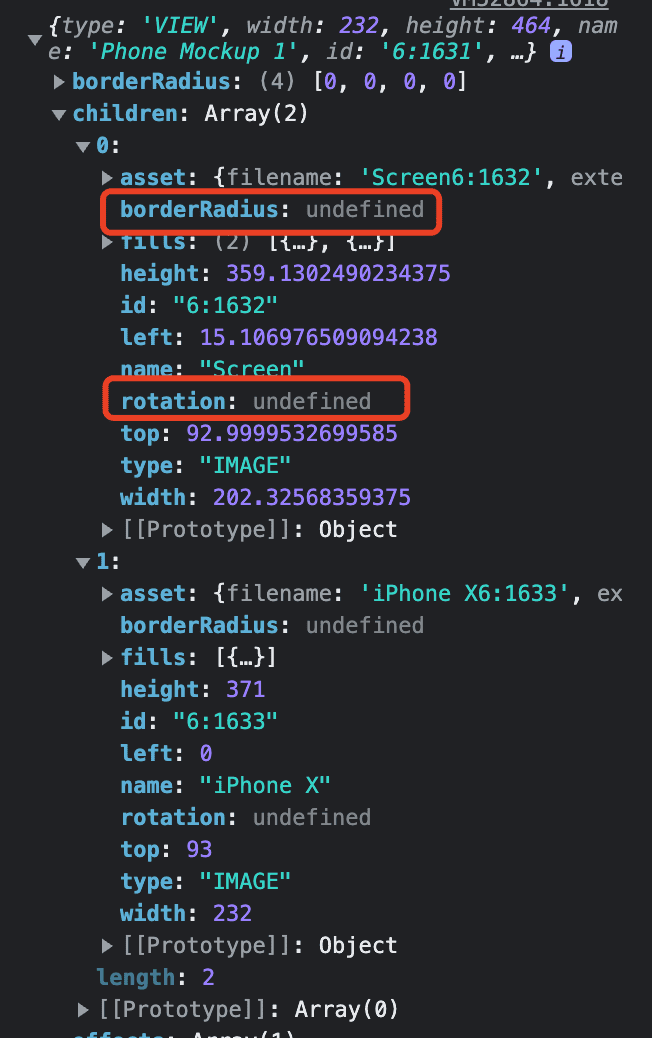 VM32804:1618
{type: 'VIEW', width: 232, height: 464, nam
e: 'Phone Mockup 1', id: '6:1631', …} i
borderRadius: (4) [0, 0, 0, 0]
children: Array(2)
0:
asset: {filename: 'Screen6:1632', exte
borderRadius: undefined
fills: (2) [{…}, {…}]
height: 359.1302490234375
id: "6:1632"
left: 15.106976509094238
name: "Screen"
rotation: undefined
top: 92.9999532699585
type: "IMAGE"
width: 202.32568359375
[[Prototype]]: Object
1:
asset: {filename: 'iPhone X6:1633', ex
borderRadius: undefined
fills: [{…}]
height: 371
id: "6:1633"
left: 0
name: "iPhone X"
rotation: undefined
top: 93
type: "IMAGE"
width: 232
[[Prototype]]: Object
length: 2
[[Prototype]]: Array(0)
effects: Array(1)